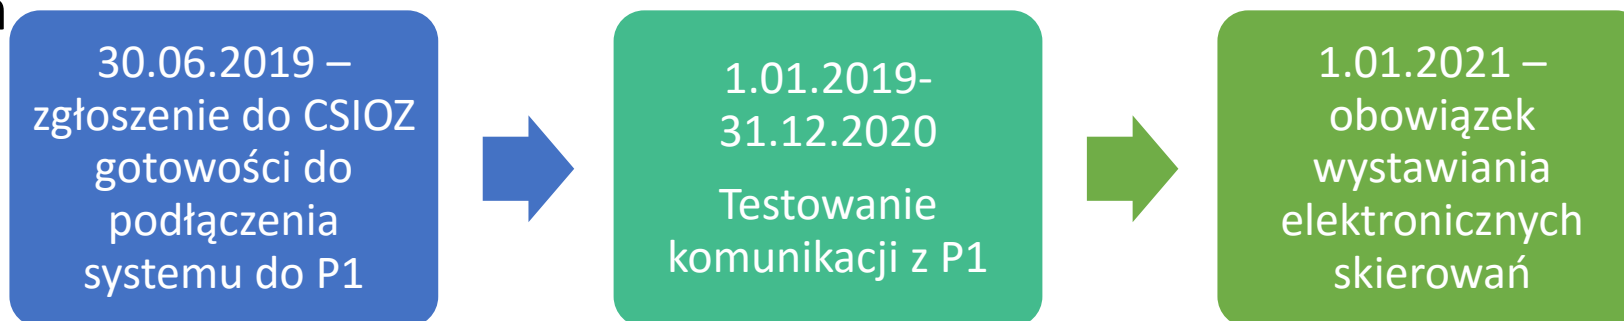 30.06.2019 –
zgłoszenie do CSIOZ
gotowości do
podłączenia
systemu do P1
1.01.2019-
31.12.2020
Testowanie
komunikacji z P1
1.01.2021 –
obowiązek
wystawiania
elektronicznych
skierowań